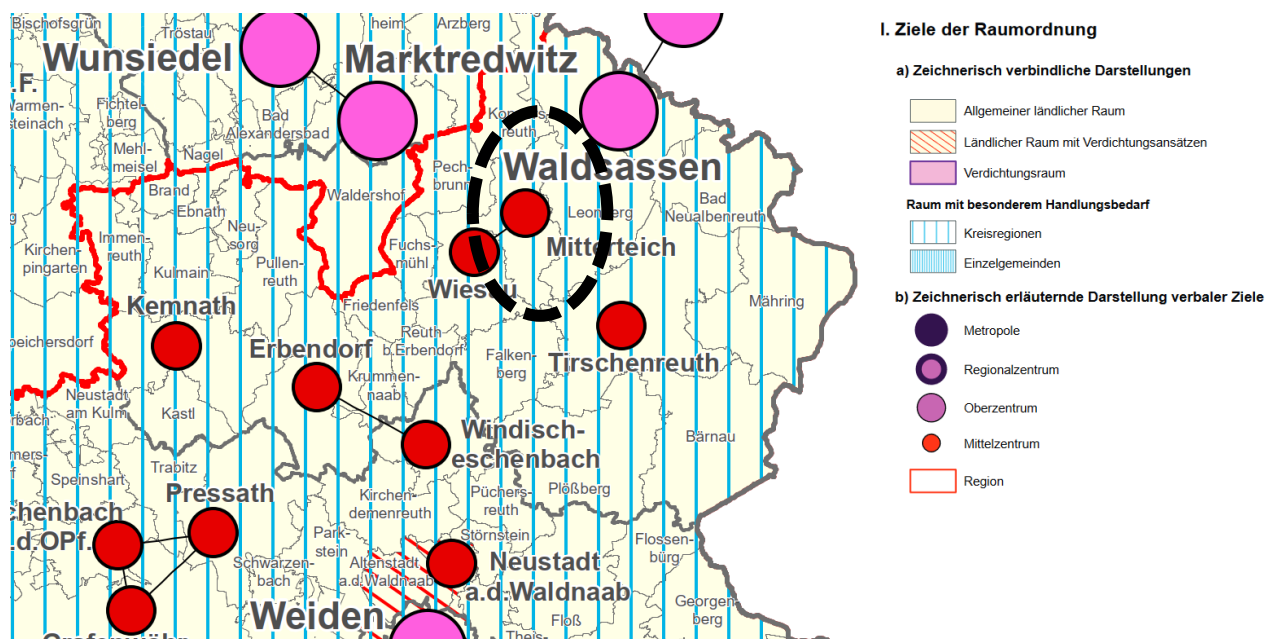 Bischofsgrün
Tröstau
heim
Arzberg
Wunsiedel
Marktredwitz
.F.
Warmen-
steinach
Fichtel-
berg
Bad
Alexandersbad
reuth
Mehl-
meisel
Nagel
Pech-
brunn
Waldsassen
Brand
Waldershof
Bad
Neualbenreuth
Ebnath
Leonberg
Neu-
sorg
Immen-
reuth
Kirchen-
pingarten
Fuchs-
mühl
Mitterteich
Kulmain
Pullen-
reuth
Wiesau
Kemnath
Friedenfels
Mähring
Reuth
b.Erbendorf
Erbendorf
Falken-
berg
Tirschenreuth
Krummen-
naab
Neustadt
am Kulm
Kastl
Windisch-
eschenbach
Bärnau
Trabitz
Speinshart
Pressath
Kirchen-
demenreuth
Püchers-
reuth
Plößberg
chenbach
.d.OPf.
Park-
stein
Störnstein
Flossen-
bürg
Schwarzen-
bach
Altenstadt
a.d.Waldnaab
Neustadt
a.d.Waldnaab
Weiden
Floß
Georgen
berg
Theis-
I. Ziele der Raumordnung
a) Zeichnerisch verbindliche Darstellungen
Allgemeiner ländlicher Raum
Ländlicher Raum mit Verdichtungsansätzen
Verdichtungsraum
Raum mit besonderem Handlungsbedarf
Kreisregionen
Einzelgemeinden
b) Zeichnerisch erläuternde Darstellung verbaler Ziele
Metropole
Regionalzentrum
Oberzentrum
Mittelzentrum
Region